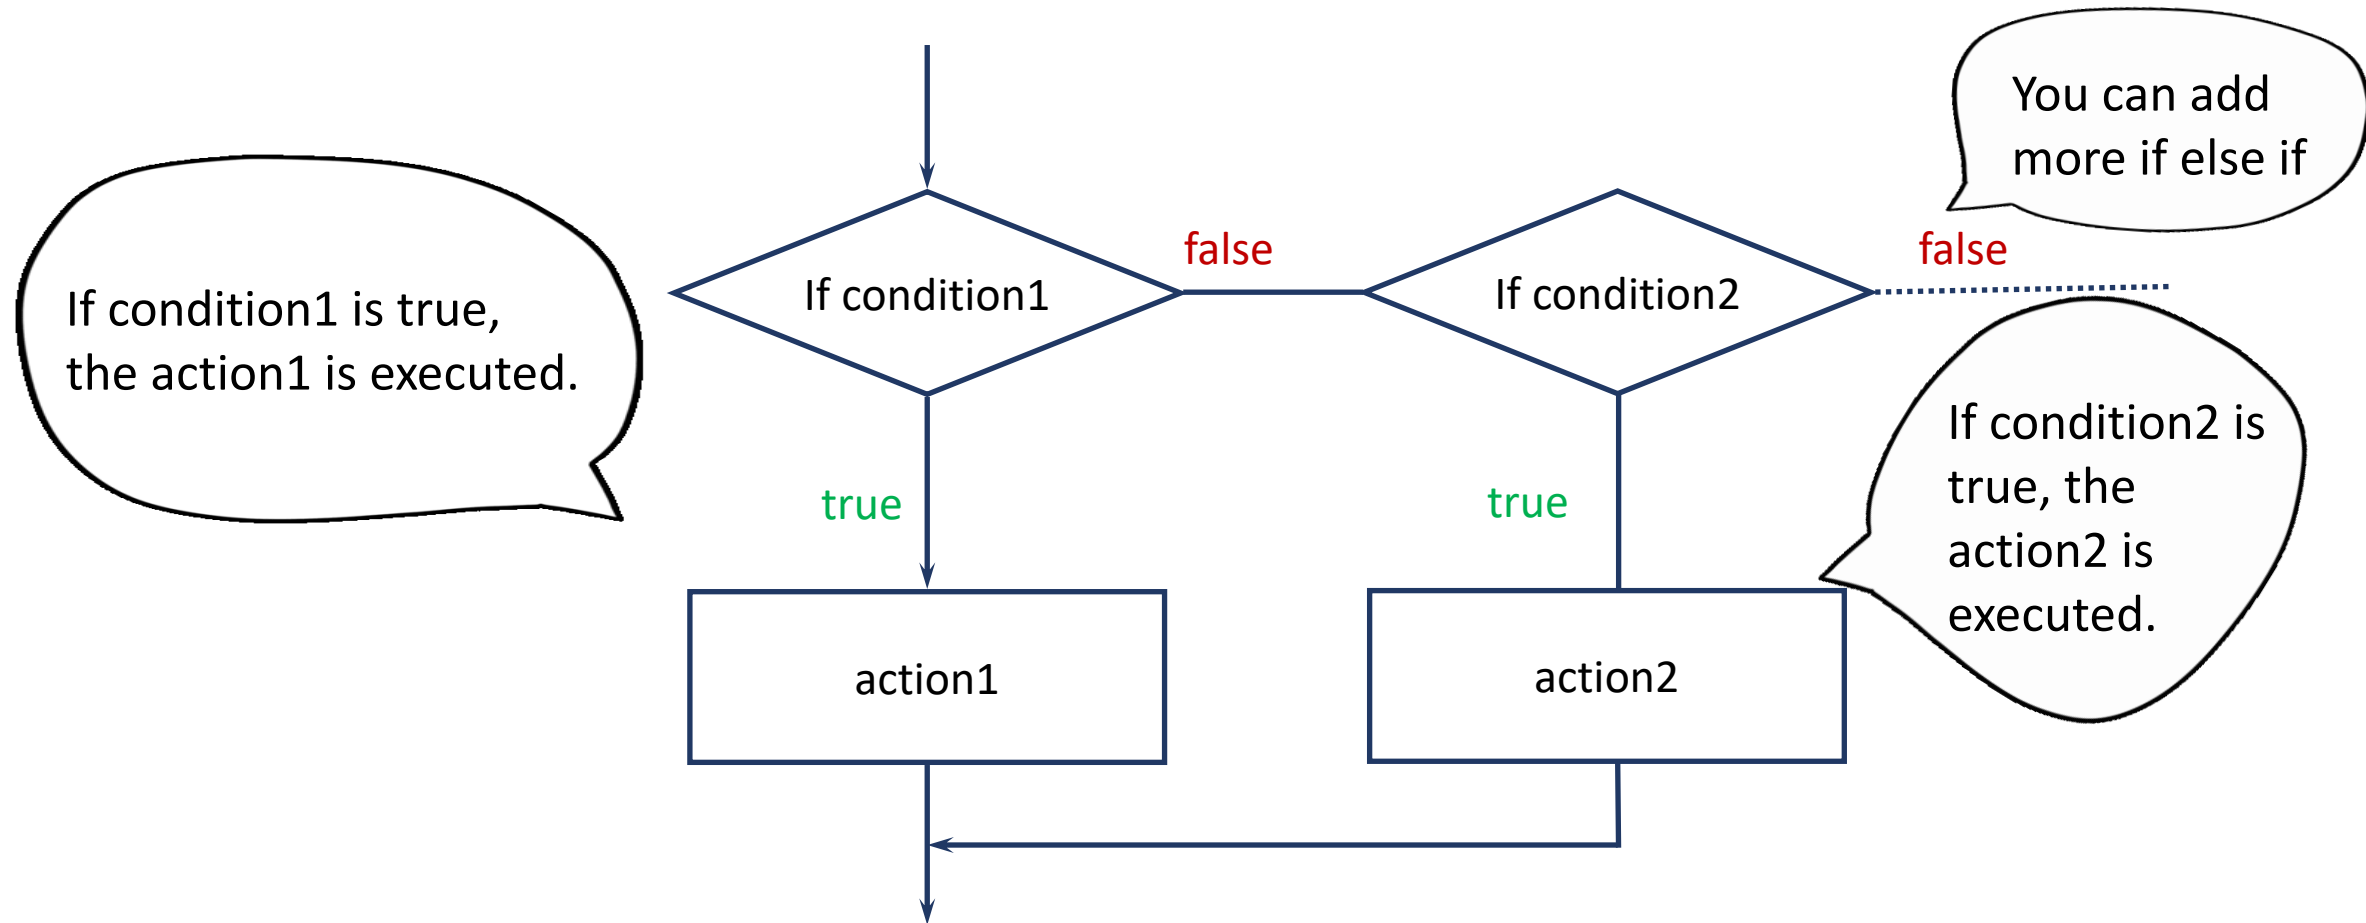 You can add
more if else if
If condition1 is true,
the action1 is executed.
If condition1
false
If condition2
false
true
true
If condition2 is
true, the
action2 is
executed.
action1
action2